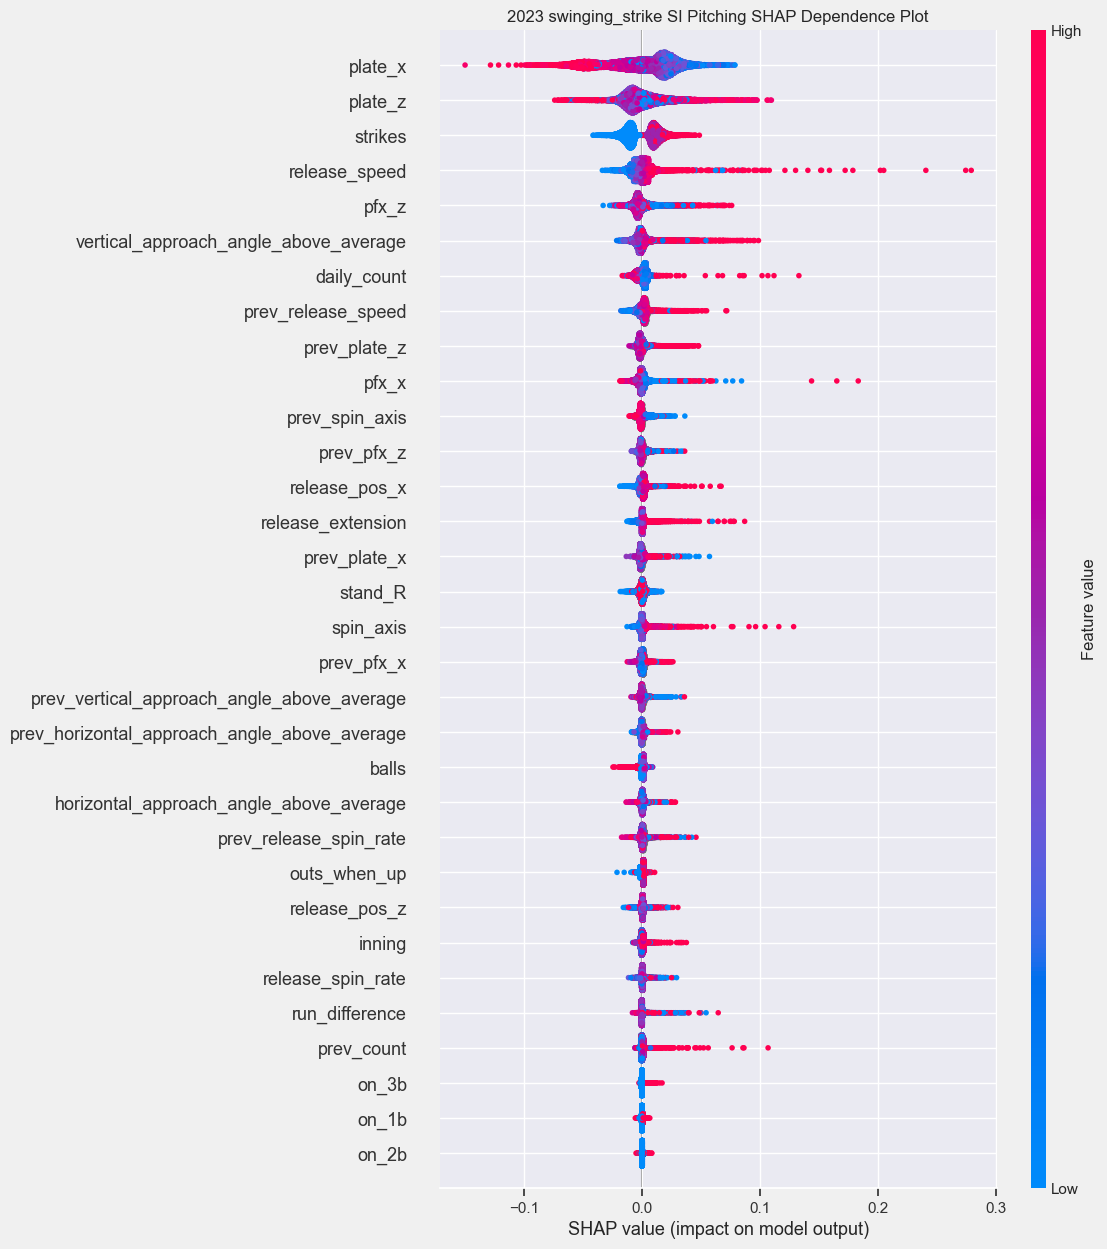 2023 swinging_strike SI Pitching SHAP Dependence Plot
High
plate_x
plate_z
strikes
release_speed
pfx_z
vertical_approach_angle_above_average
daily_count
prev_release_speed
prev_plate_z
pfx_x
prev_spin_axis
prev_pfx_z
release_pos_x
release_extension
prev_plate_x
stand_R
spin_axis
prev_pfx_x
prev_vertical_approach_angle_above_average
prev_horizontal_approach_angle_above_average
balls
horizontal_approach_angle_above_average
prev_release_spin_rate
outs_when_up
release_pos_z
inning
release_spin_rate
run_difference
prev_count
on_3b
on_1b
on_2b
Feature value
Low
−0.1 0.0 0.1 0.2 0.3
SHAP value (impact on model output)